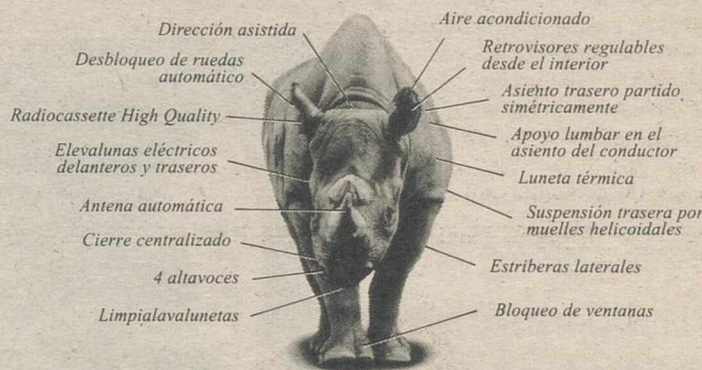 Dirección asistida
Desbloqueo de ruedas
automático
Radiocassette High Quality
Elevalunas eléctricos
delanteros y traseros
Antena automática
Cierre centralizado
4 altavoces
Limpialavalunetas
Aire acondicionado
Retrovisores regulables
desde el interior
Asiento trasero partido
simétricamente
Apoyo lumbar en el
asiento del conductor
Luneta térmica
Suspensión trasera por
muelles helicoidales
Estriberas laterales
Bloqueo de ventanas